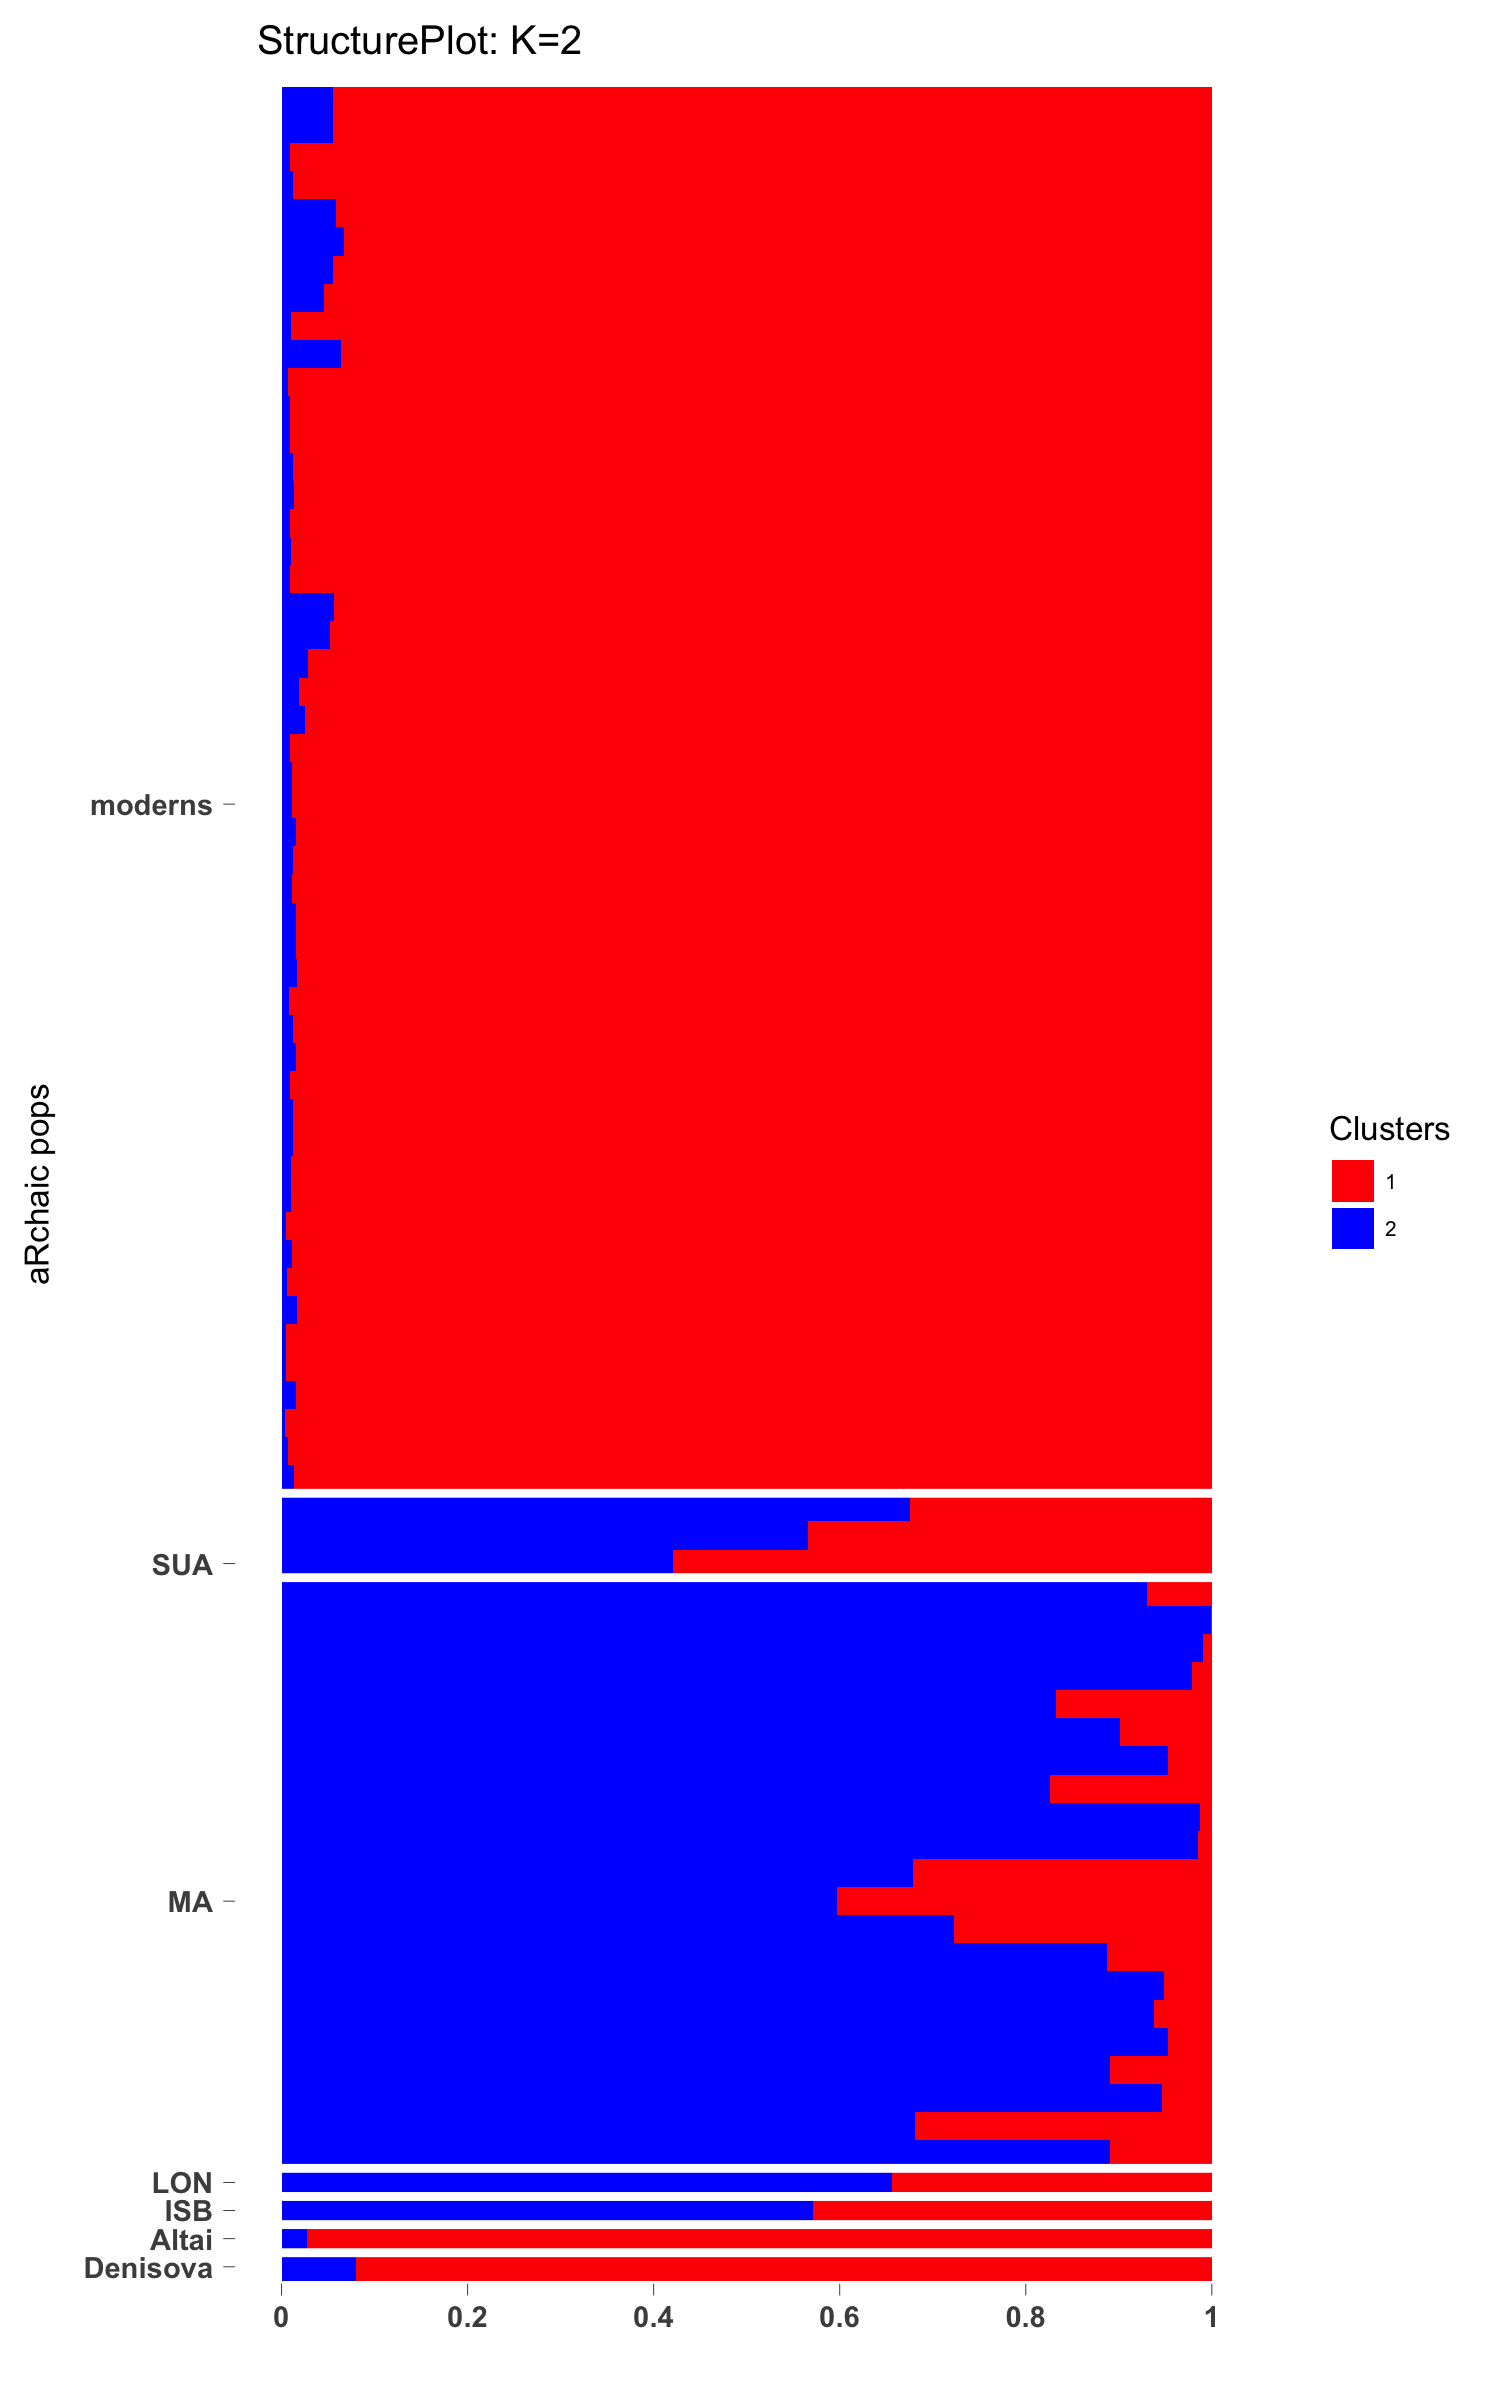 StructurePlot: K=2
moderns
SUA
MA
LON
ISB
Altai
Denisova
aRchaic pops
0 0.2 0.4 0.6 0.8 1
Clusters
1
2